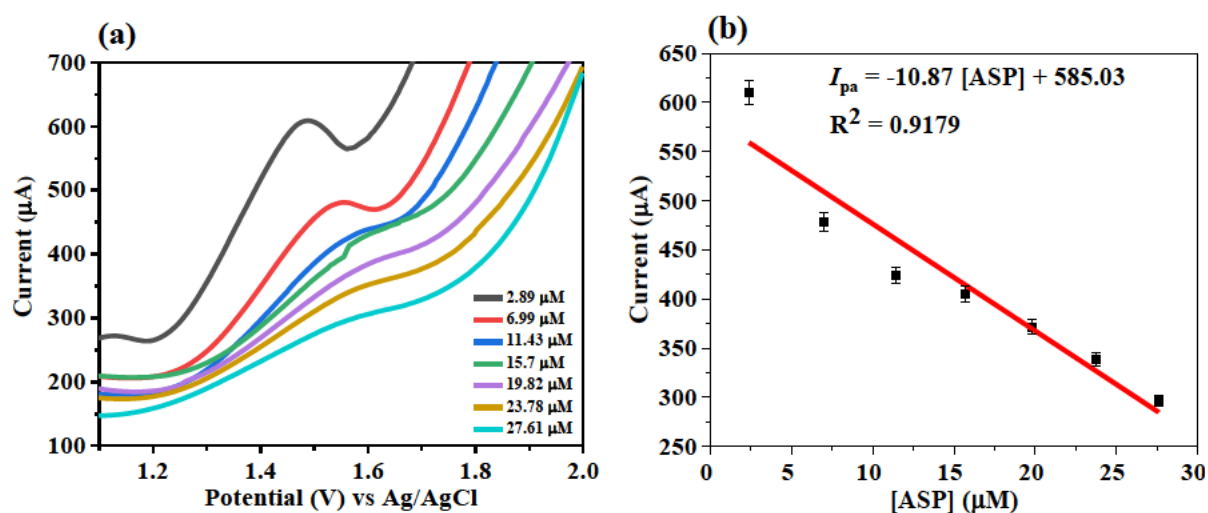 (a)
700
600
500
400
300
200
100
Current (μA)
1.2
1.4
1.6
1.8
2.0
Potential (V) vs Ag/AgCl
2.89 μM
6.99 μM
11.43 μM
15.7 μM
19.82 μM
23.78 μM
27.61 μM
(b)
650
600
550
500
450
400
350
300
250
Current (μA)
0
5
10
15
20
25
30
[ASP] (μM)
Ipa = -10.87 [ASP] + 585.03
R² = 0.9179